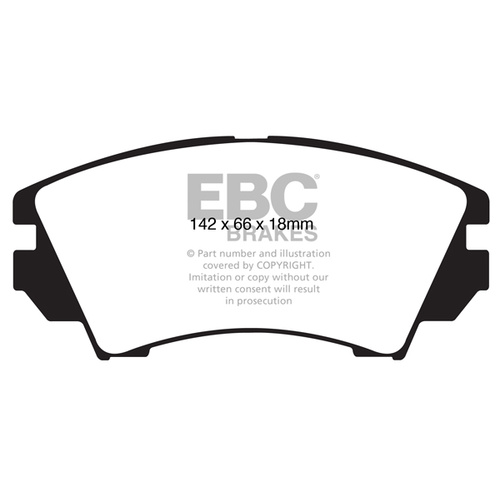 EBC
BRAKES
142 x 66 x 18mm
© Part number and illustration
covered by COPYRIGHT.
Imitation or copy without our
written consent will result
in prosecution